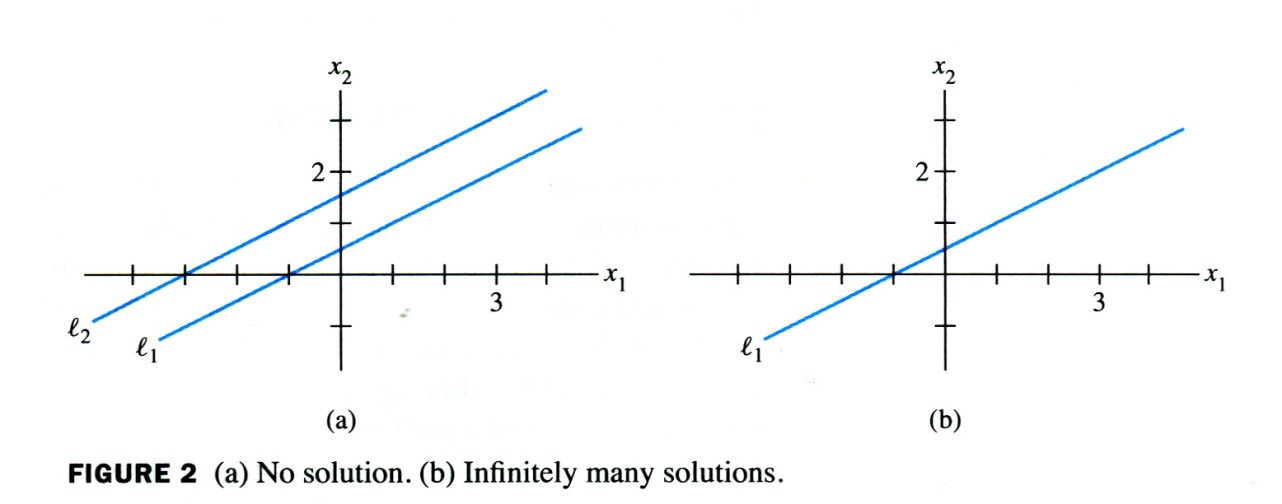 x₂ x₂
2 2
x₁ x₁
3 3
ℓ₂ ℓ₁ ℓ₁
(a) (b)
FIGURE 2 (a) No solution. (b) Infinitely many solutions.